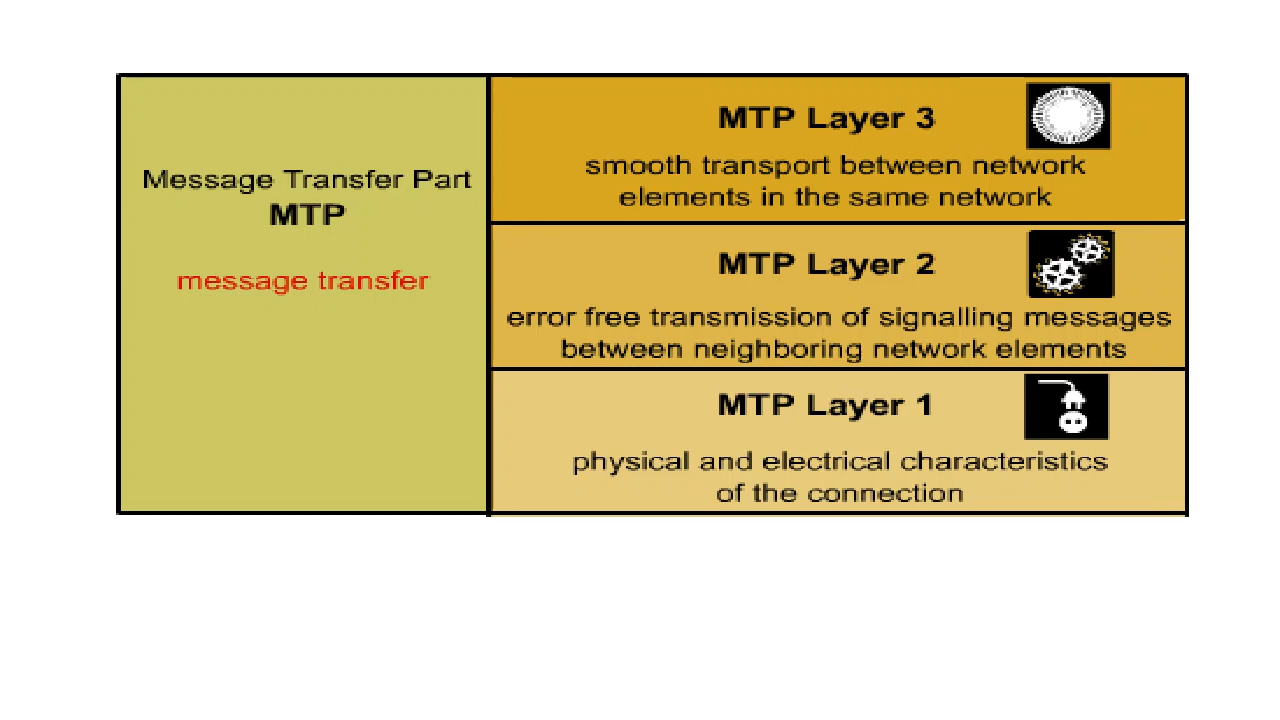 Message Transfer Part
MTP
message transfer
MTP Layer 3
smooth transport between network
elements in the same network
MTP Layer 2
error free transmission of signalling messages
between neighboring network elements
MTP Layer 1
physical and electrical characteristics
of the connection